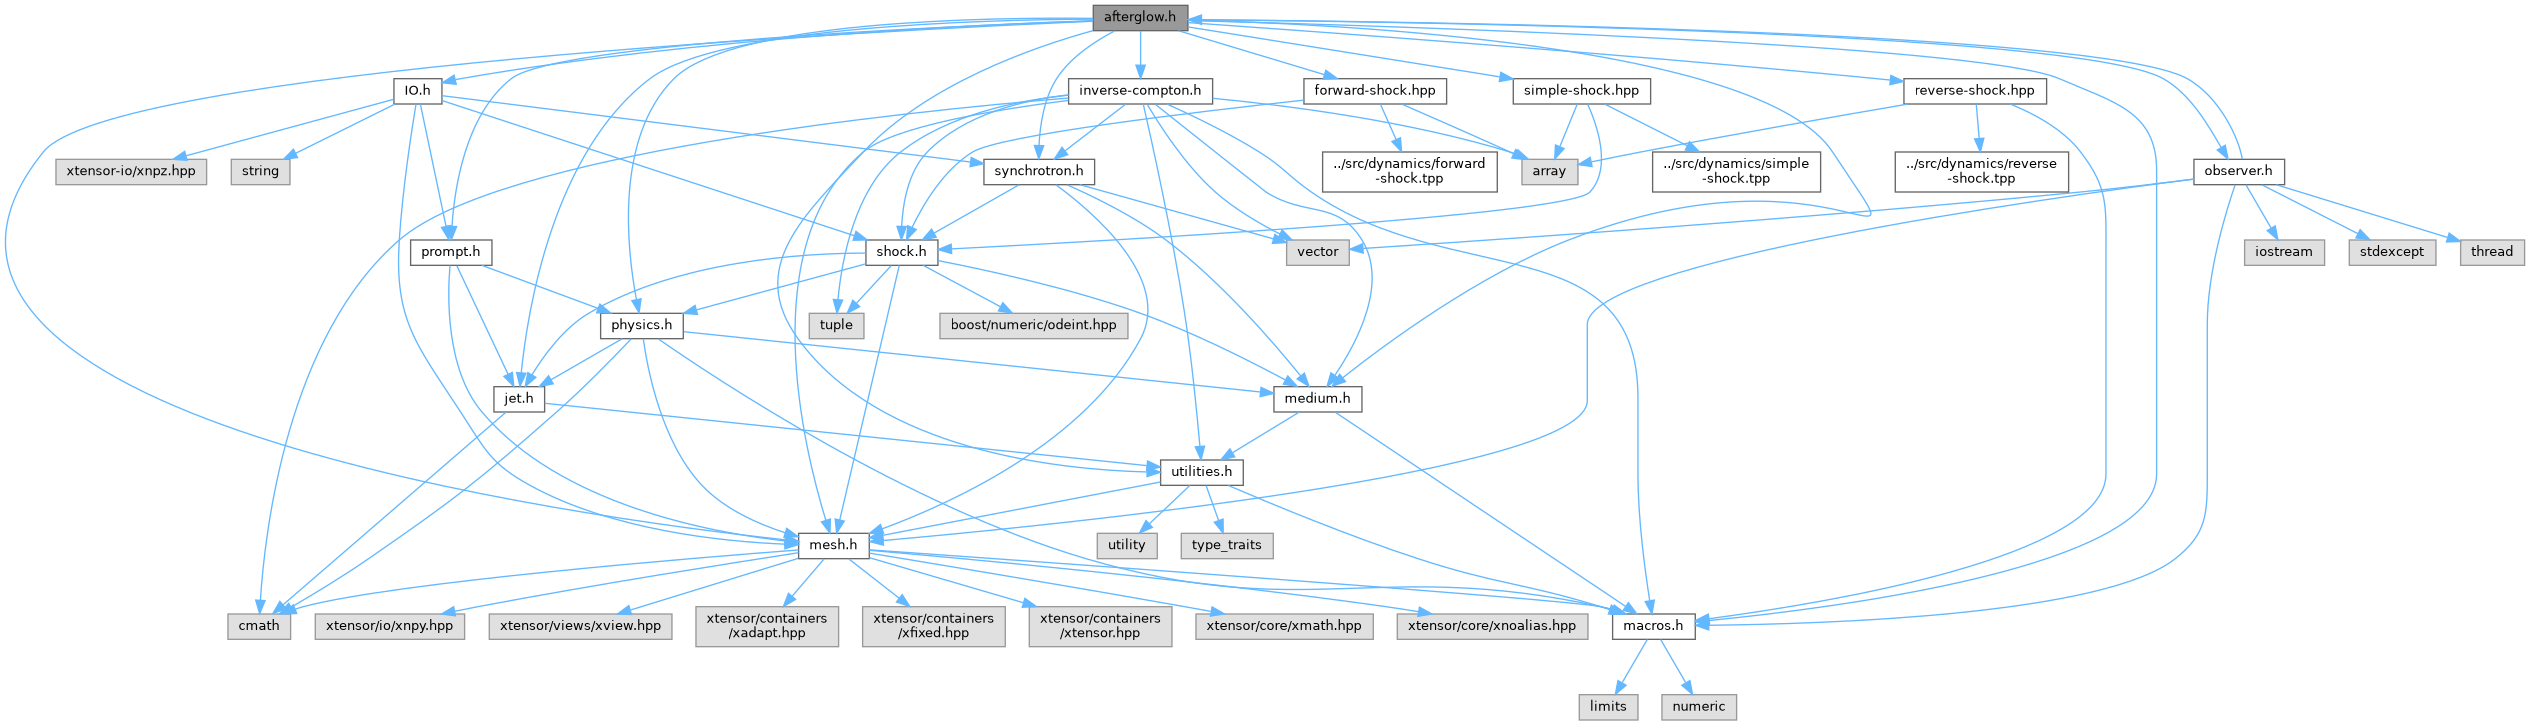 afterglow.h
IO.h
inverse-compton.h
forward-shock.hpp
simple-shock.hpp
reverse-shock.hpp
xtensor-io/xnpz.hpp
string
synchrotron.h
../src/dynamics/forward
-shock.tpp
array
../src/dynamics/simple
-shock.tpp
../src/dynamics/reverse
-shock.tpp
observer.h
prompt.h
shock.h
vector
iostream
stdexcept
thread
physics.h
tuple
boost/numeric/odeint.hpp
jet.h
medium.h
utilities.h
mesh.h
utility
type_traits
cmath
xtensor/io/xnpy.hpp
xtensor/views/xview.hpp
xtensor/containers
/xadapt.hpp
xtensor/containers
/xfixed.hpp
xtensor/containers
/xtensor.hpp
xtensor/core/xmath.hpp
xtensor/core/xnoalias.hpp
macros.h
limits
numeric